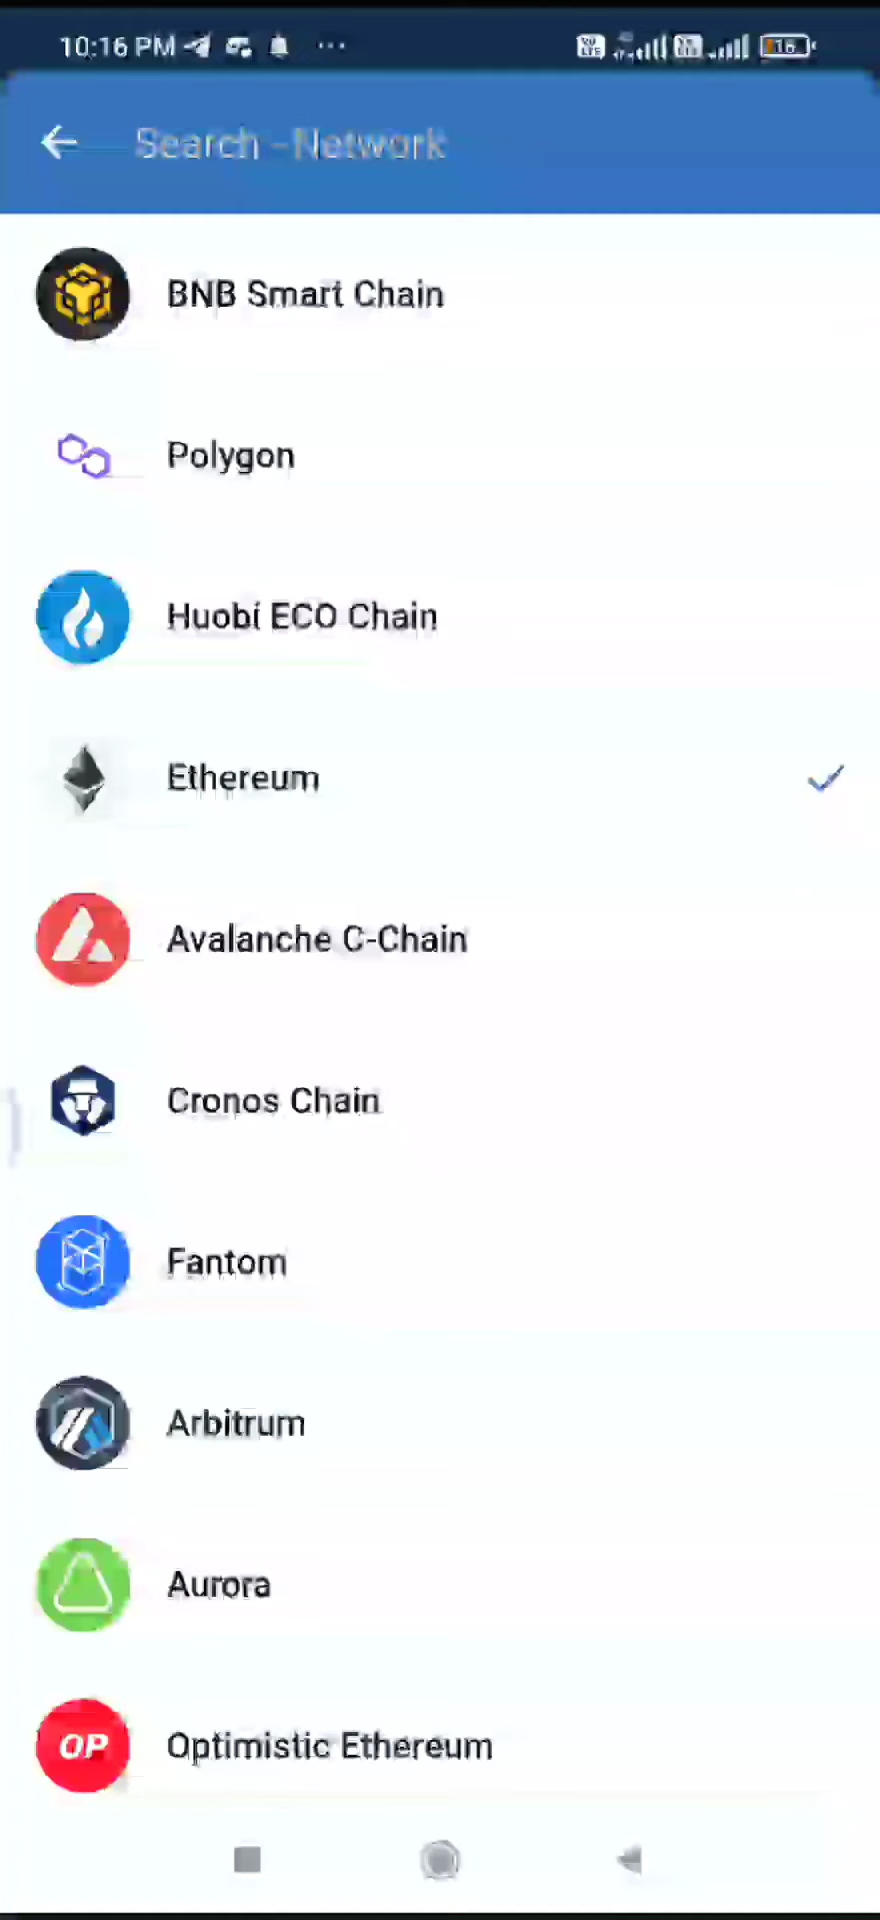 10:16 PM ... 16
Search - Network
BNB Smart Chain
Polygon
Huobi ECO Chain
Ethereum
Avalanche C-Chain
Cronos Chain
Fantom
Arbitrum
Aurora
OP Optimistic Ethereum